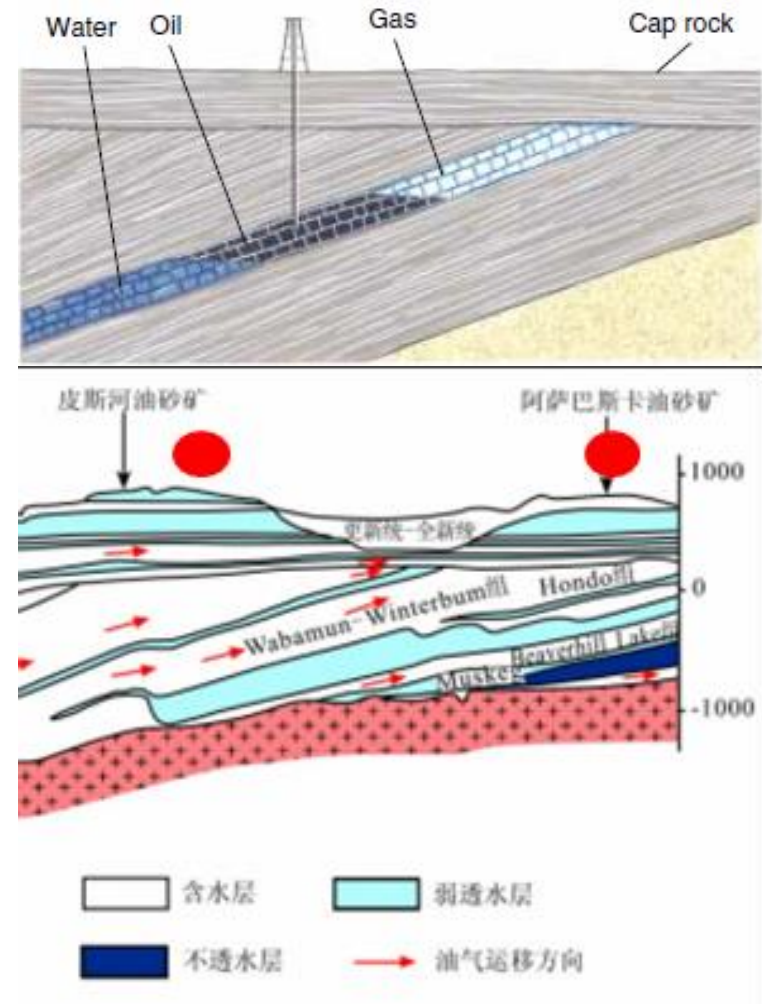 Water Oil Gas Cap rock
皮斯河油砂矿 阿萨巴斯卡油砂矿
1000
更新统-全新统
0
Wabamun-Winterbum组 Hondo组
Beaverhill Lake组
Muskeg
-1000
含水层 弱透水层
不透水层 油气运移方向